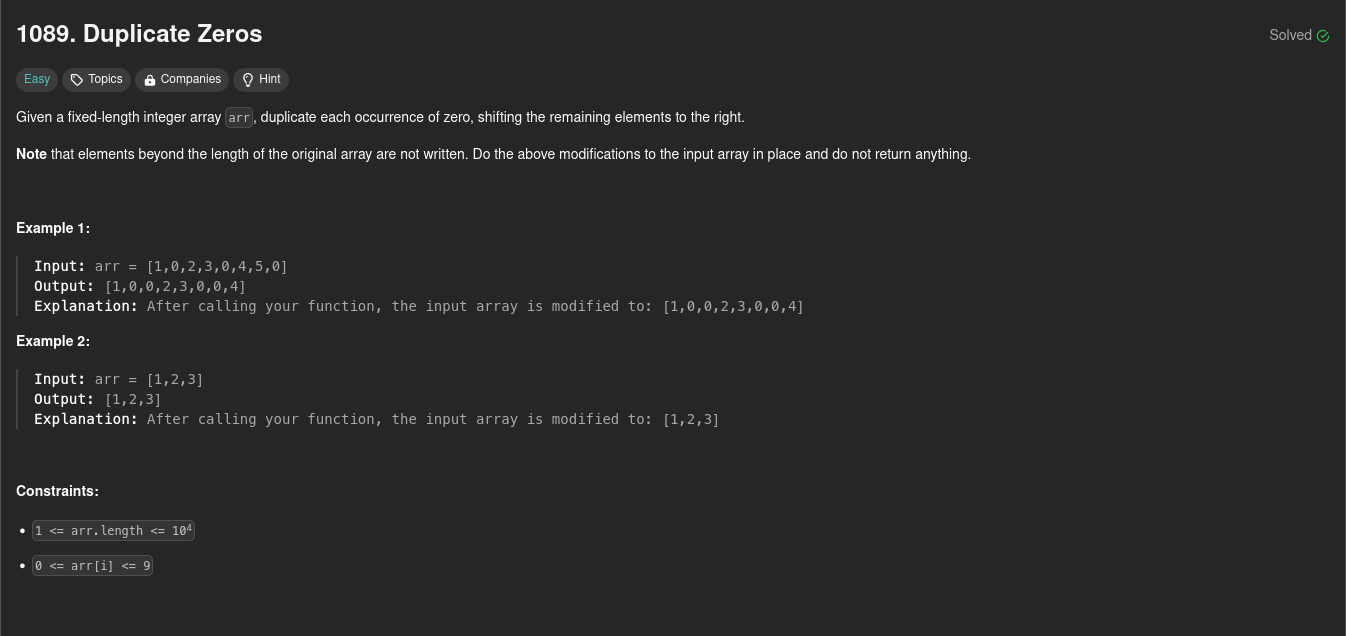 1089. Duplicate Zeros
Solved
Easy Topics Companies Hint
Given a fixed-length integer array arr, duplicate each occurrence of zero, shifting the remaining elements to the right.
Note that elements beyond the length of the original array are not written. Do the above modifications to the input array in place and do not return anything.
Example 1:
Input: arr = [1,0,2,3,0,4,5,0]
Output: [1,0,0,2,3,0,0,4]
Explanation: After calling your function, the input array is modified to: [1,0,0,2,3,0,0,4]
Example 2:
Input: arr = [1,2,3]
Output: [1,2,3]
Explanation: After calling your function, the input array is modified to: [1,2,3]
Constraints:
• 1 <= arr.length <= 10⁴
• 0 <= arr[i] <= 9